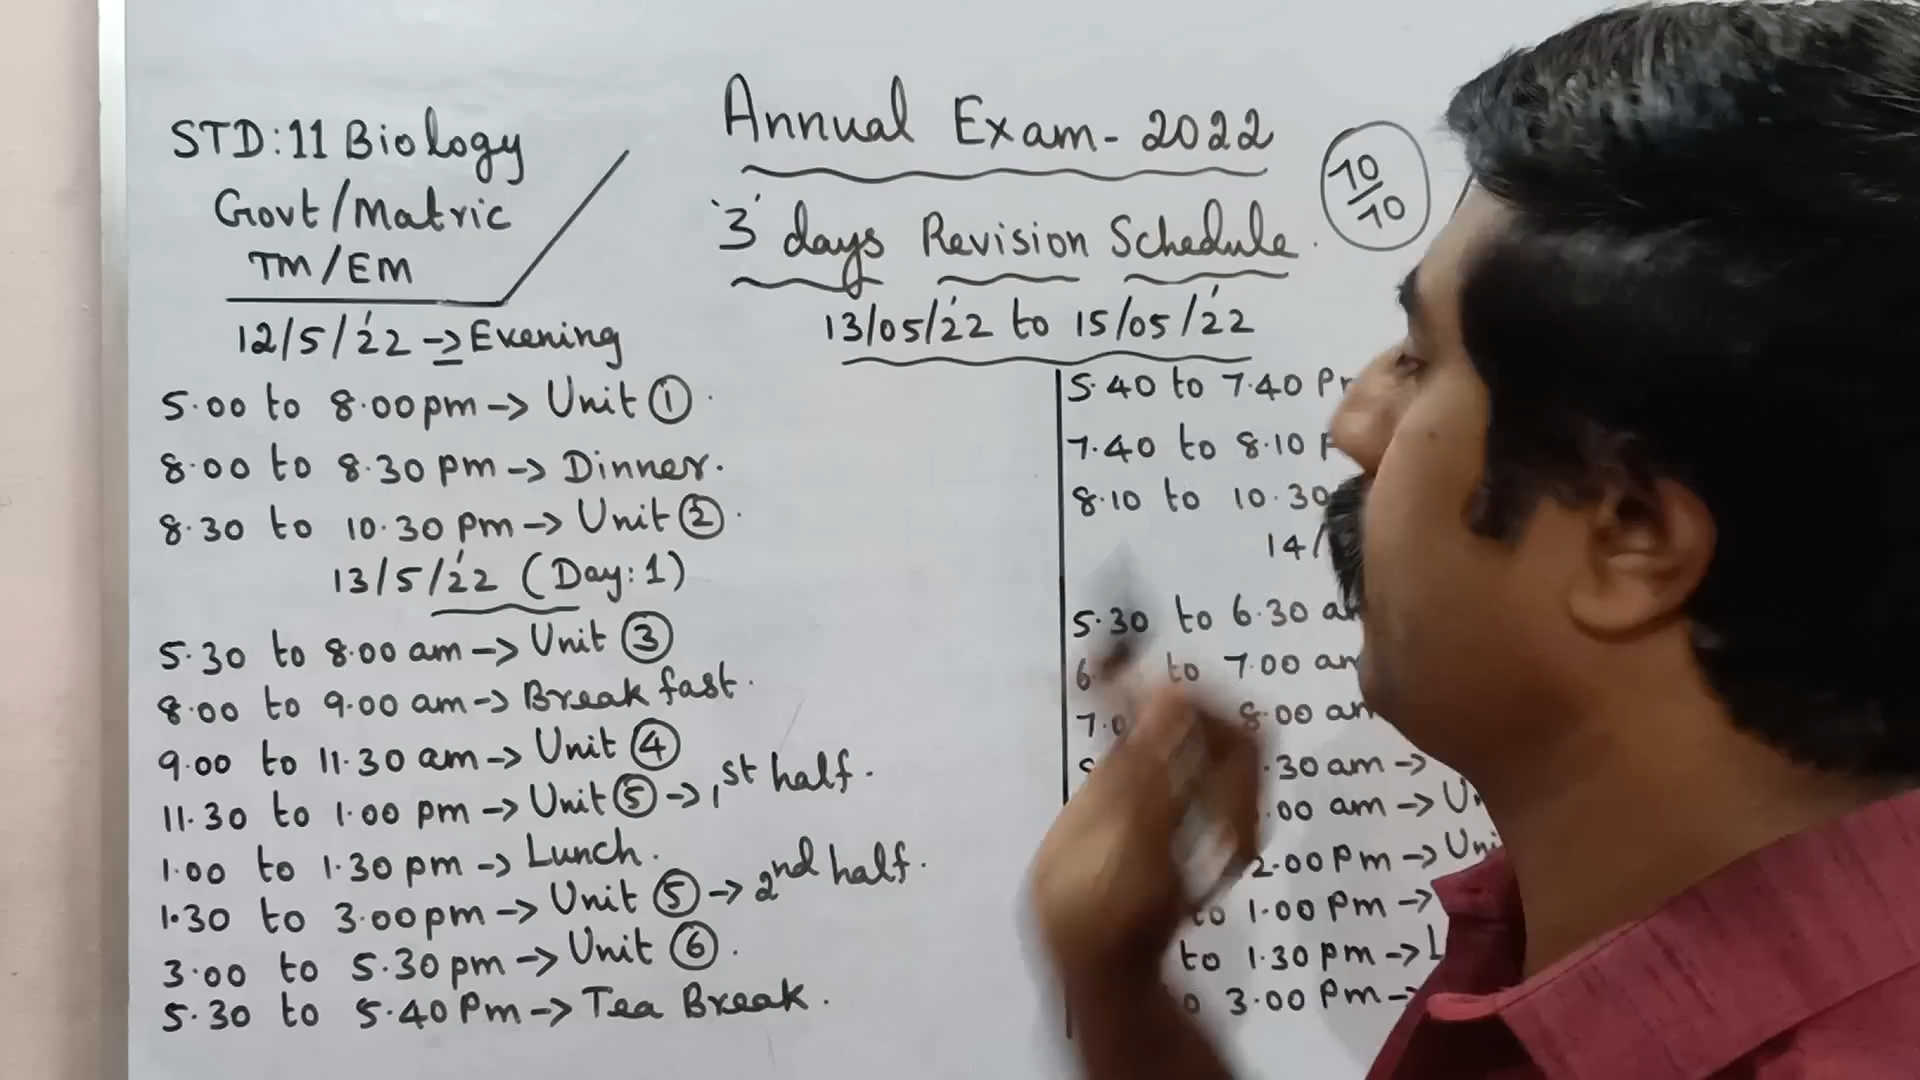 STD:11 Biology
Govt/Matric
TM/EM
Annual Exam-2022
'3' days Revision Schedule.
13/05/'22 to 15/05/'22
10/10
12/5/'22 -> Evening
5.00 to 8.00 pm -> Unit ①.
8.00 to 8.30 pm -> Dinner.
8.30 to 10.30 pm -> Unit ②.
13/5/'22 (Day:1)
5.30 to 8.00 am -> Unit ③
8.00 to 9.00 am -> Break fast.
9.00 to 11.30 am -> Unit ④
11.30 to 1.00 pm -> Unit ⑤ -> 1st half.
1.00 to 1.30 pm -> Lunch.
1.30 to 3.00 pm -> Unit ⑤ -> 2nd half.
3.00 to 5.30 pm -> Unit ⑥.
5.30 to 5.40 Pm -> Tea Break.
5.40 to 7.40
7.40 to 8.10
8.10 to 10.30
14/
5.30 to 6.30 am
to 7.00 am
8.00 am
.30 am ->
.00 am ->
2.00 Pm ->
to 1.00 Pm ->
to 1.30 pm ->
3.00 Pm ->